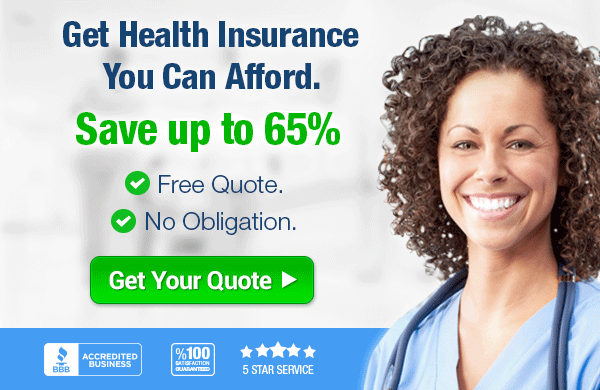 Get Health Insurance
You Can Afford.
Save up to 65%
Free Quote.
No Obligation.
Get Your Quote
BBB
ACCREDITED
BUSINESS
%100
SATISFACTION
GUARANTEED
5 STAR SERVICE